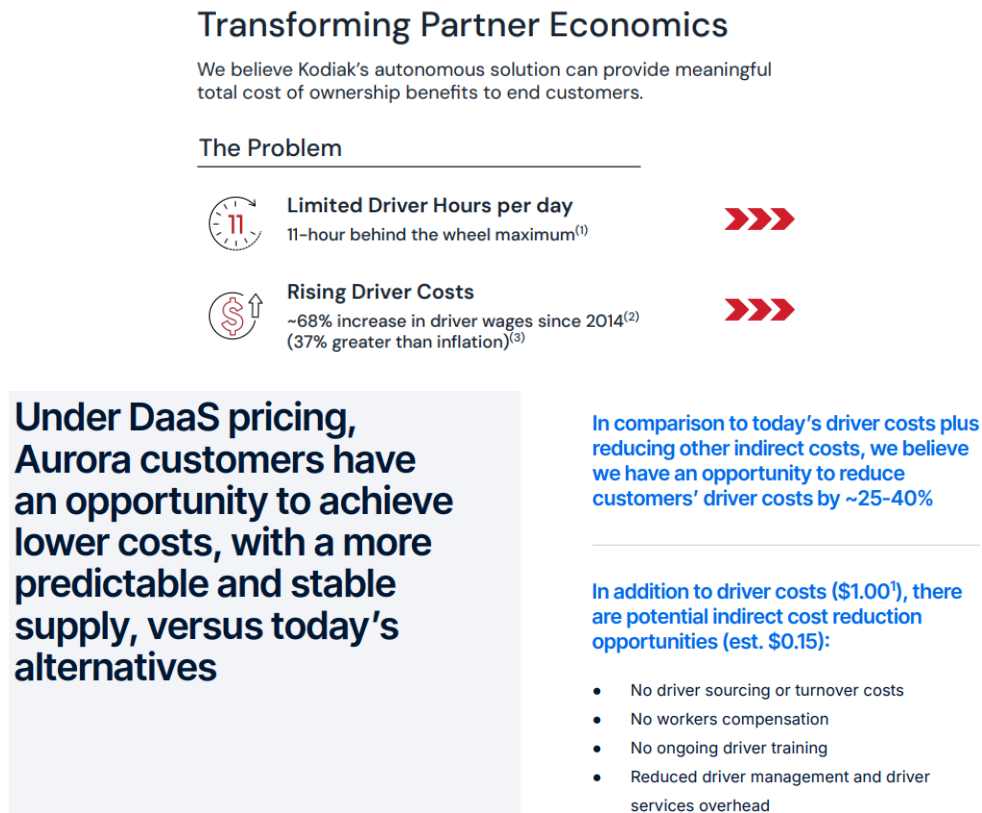 Transforming Partner Economics
We believe Kodiak's autonomous solution can provide meaningful
total cost of ownership benefits to end customers.
The Problem
11
Limited Driver Hours per day
11-hour behind the wheel maximum(1)
$
Rising Driver Costs
~68% increase in driver wages since 2014(2)
(37% greater than inflation)(3)
Under DaaS pricing,
Aurora customers have
an opportunity to achieve
lower costs, with a more
predictable and stable
supply, versus today's
alternatives
In comparison to today's driver costs plus
reducing other indirect costs, we believe
we have an opportunity to reduce
customers' driver costs by ~25-40%
In addition to driver costs ($1.00¹), there
are potential indirect cost reduction
opportunities (est. $0.15):
● No driver sourcing or turnover costs
● No workers compensation
● No ongoing driver training
● Reduced driver management and driver
services overhead